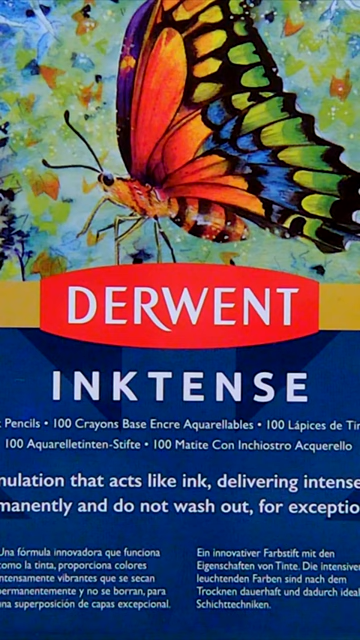 DERWENT
INKTENSE
Pencils • 100 Crayons Base Encre Aquarellables • 100 Lápices de Tin
100 Aquarelletinten-Stifte • 100 Matite Con Inchiostro Acquerello
mulation that acts like ink, delivering intense
manently and do not wash out, for exceptio
Una fórmula innovadora que funciona
como la tinta, proporciona colores
intensamente vibrantes que se secan
permanentemente y no se borran, para
una superposición de capas excepcional.
Ein innovativer Farbstift mit den
Eigenschaften von Tinte. Die intensiven
leuchtenden Farben sind nach dem
Trocknen dauerhaft und dadurch ideal
Schichttechniken.